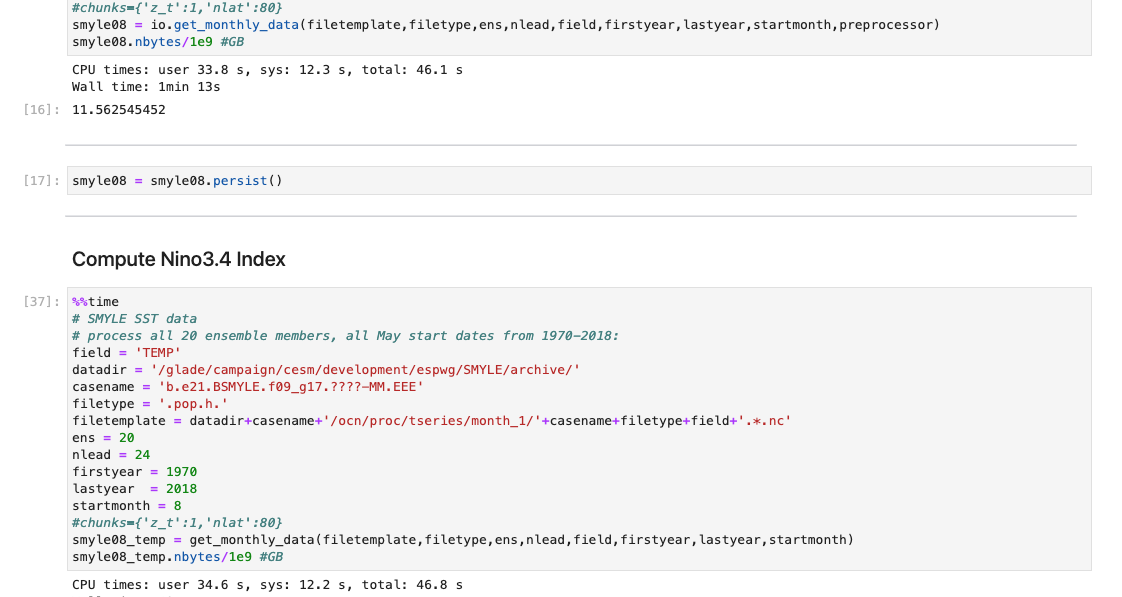 #chunks={'z_t':1,'nlat':80}
smyle08 = io.get_monthly_data(filetemplate,filetype,ens,nlead,field,firstyear,lastyear,startmonth,preprocessor)
smyle08.nbytes/1e9 #GB
CPU times: user 33.8 s, sys: 12.3 s, total: 46.1 s
Wall time: 1min 13s
[16]: 11.562545452
[17]: smyle08 = smyle08.persist()
Compute Nino3.4 Index
[37]: %%time
# SMYLE SST data
# process all 20 ensemble members, all May start dates from 1970-2018:
field = 'TEMP'
datadir = '/glade/campaign/cesm/development/espwg/SMYLE/archive/'
casename = 'b.e21.BSMYLE.f09_g17.????-MM.EEE'
filetype = '.pop.h.'
filetemplate = datadir+casename+'/ocn/proc/tseries/month_1/'+casename+filetype+field+'.*.nc'
ens = 20
nlead = 24
firstyear = 1970
lastyear  = 2018
startmonth = 8
#chunks={'z_t':1,'nlat':80}
smyle08_temp = get_monthly_data(filetemplate,filetype,ens,nlead,field,firstyear,lastyear,startmonth)
smyle08_temp.nbytes/1e9 #GB
CPU times: user 34.6 s, sys: 12.2 s, total: 46.8 s